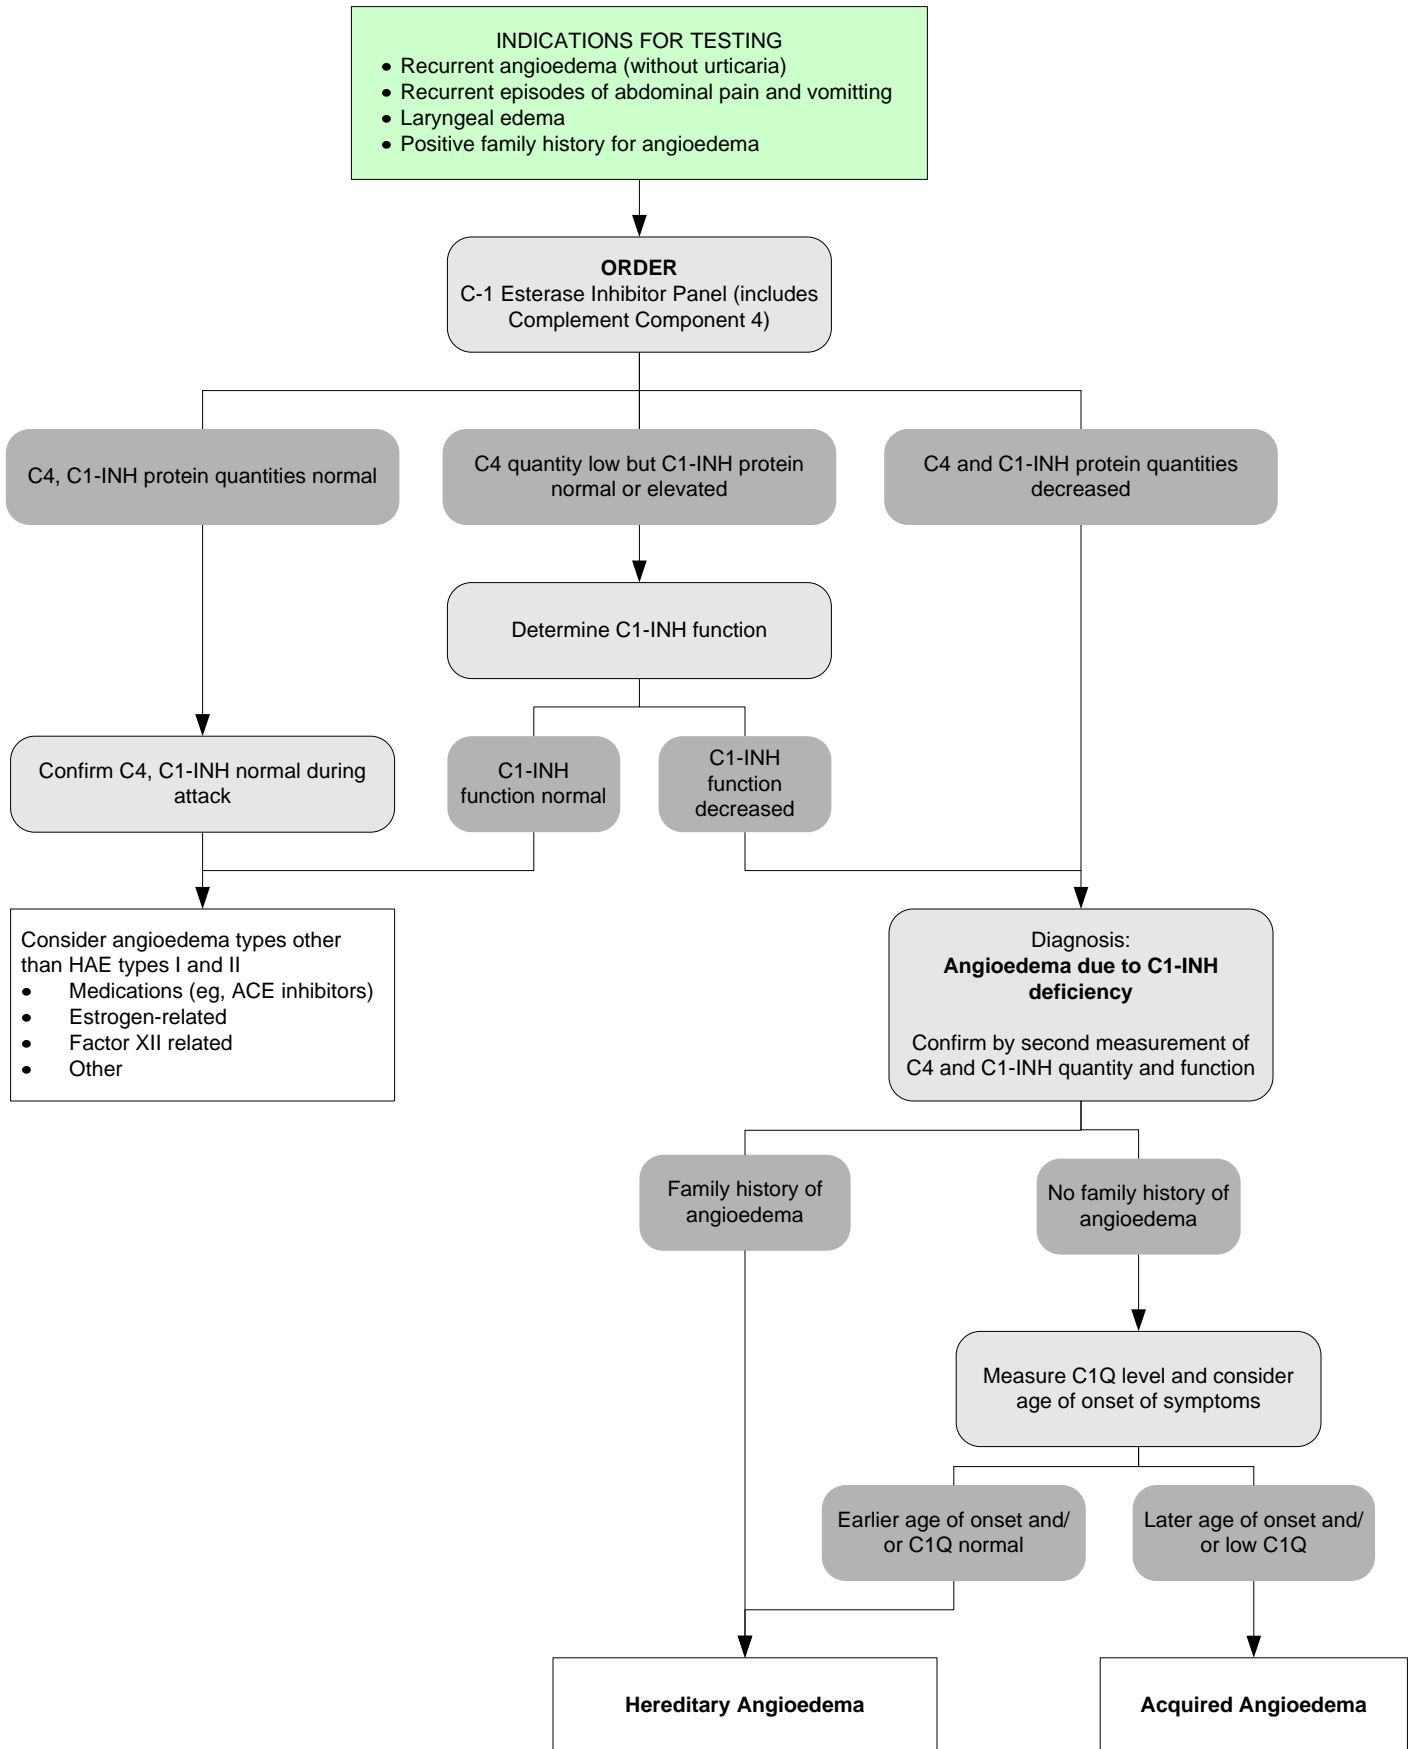 INDICATIONS FOR TESTING
• Recurrent angioedema (without urticaria)
• Recurrent episodes of abdominal pain and vomitting
• Laryngeal edema
• Positive family history for angioedema
ORDER
C-1 Esterase Inhibitor Panel (includes
Complement Component 4)
C4, C1-INH protein quantities normal
C4 quantity low but C1-INH protein
normal or elevated
C4 and C1-INH protein quantities
decreased
Determine C1-INH function
Confirm C4, C1-INH normal during
attack
C1-INH
function normal
C1-INH
function
decreased
Consider angioedema types other
than HAE types I and II
• Medications (eg, ACE inhibitors)
• Estrogen-related
• Factor XII related
• Other
Diagnosis:
Angioedema due to C1-INH
deficiency
Confirm by second measurement of
C4 and C1-INH quantity and function
Family history of
angioedema
No family history of
angioedema
Measure C1Q level and consider
age of onset of symptoms
Earlier age of onset and/
or C1Q normal
Later age of onset and/
or low C1Q
Hereditary Angioedema
Acquired Angioedema